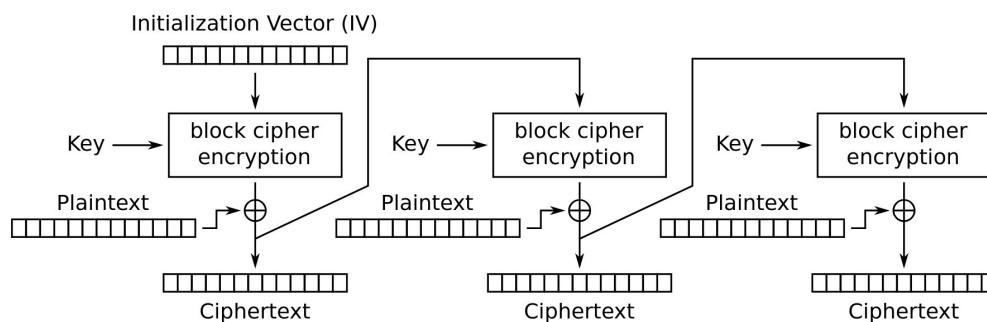 Initialization Vector (IV)
Key
block cipher
encryption
Key
block cipher
encryption
Key
block cipher
encryption
Plaintext
Plaintext
Plaintext
Ciphertext
Ciphertext
Ciphertext